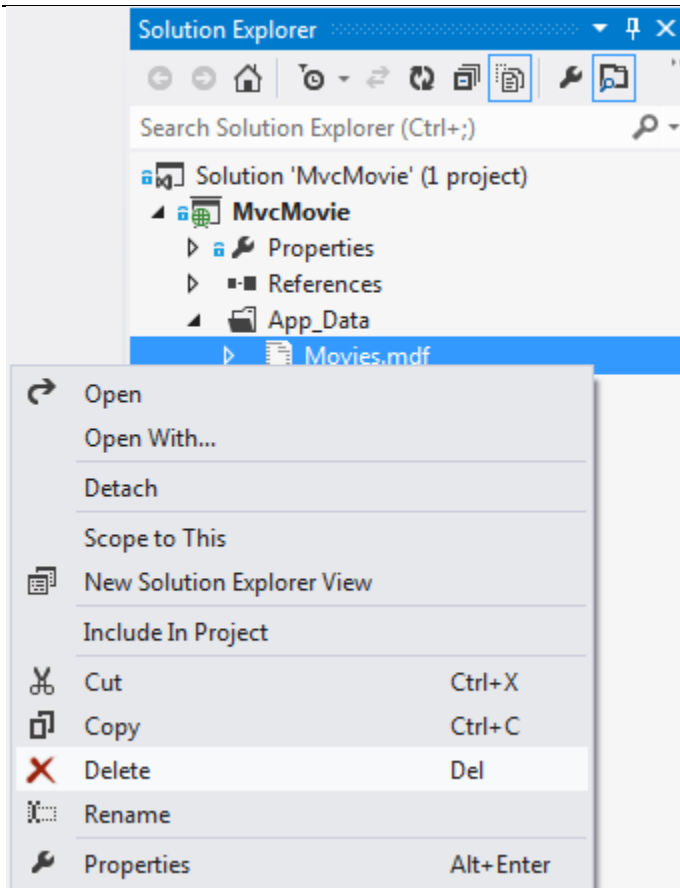 Solution Explorer
Search Solution Explorer (Ctrl+;)
Solution 'MvcMovie' (1 project)
MvcMovie
Properties
References
App_Data
Movies.mdf
Open
Open With...
Detach
Scope to This
New Solution Explorer View
Include In Project
Cut Ctrl+X
Copy Ctrl+C
Delete Del
Rename
Properties Alt+Enter